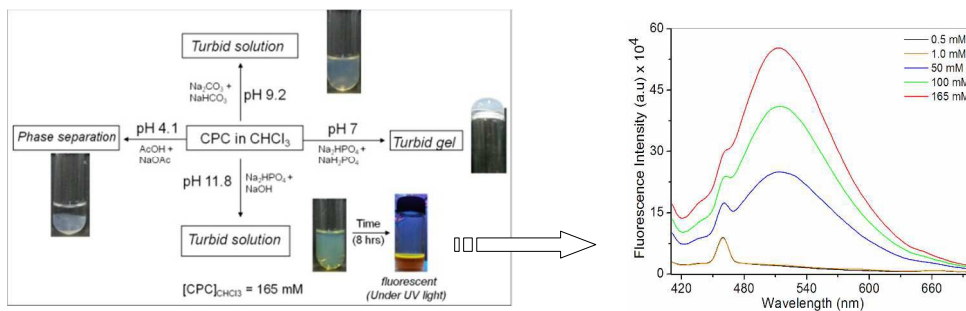 Turbid solution
Na₂CO₃ +
NaHCO₃
pH 9.2
Phase separation
pH 4.1
AcOH +
NaOAc
CPC in CHCl₃
pH 7
Na₂HPO₄ +
NaH₂PO₄
Turbid gel
pH 11.8
Na₂HPO₄ +
NaOH
Turbid solution
Time
(8 hrs)
fluorescent
(Under UV light)
[CPC]CHCl3 = 165 mM
Fluorescence Intensity (a.u) x 10⁴
60
45
30
15
0
420
480
540
600
660
Wavelength (nm)
0.5 mM
1.0 mM
50 mM
100 mM
165 mM